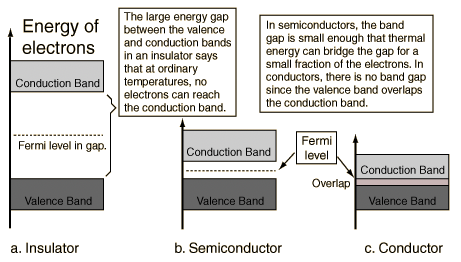 Energy of
electrons
The large energy gap
between the valence
and conduction bands
in an insulator says
that at ordinary
temperatures, no
electrons can reach
the conduction band.
In semiconductors, the band
gap is small enough that thermal
energy can bridge the gap for
a small fraction of the electrons. In
conductors, there is no band gap
since the valence band overlaps
the conduction band.
Conduction Band
Fermi level in gap.
Valence Band
a. Insulator
Conduction Band
Valence Band
b. Semiconductor
Fermi
level
Overlap
Conduction Band
Valence Band
c. Conductor